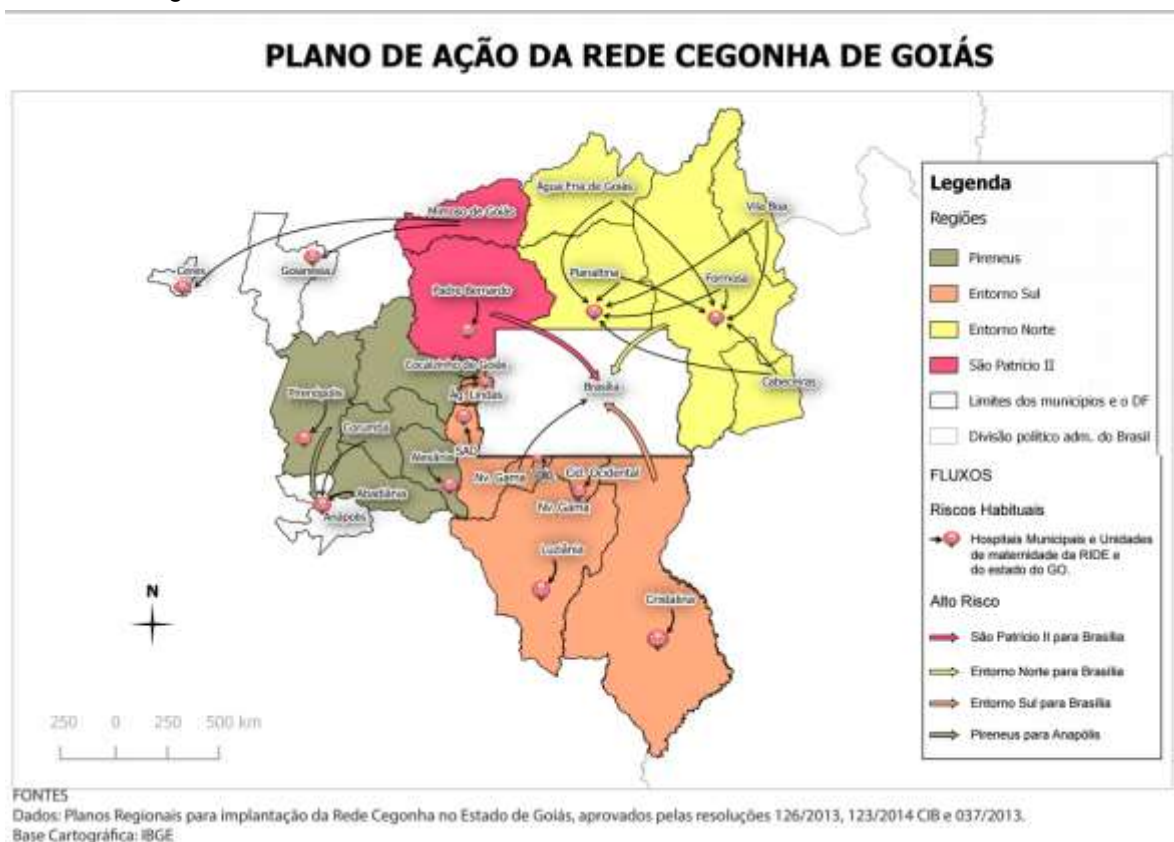 PLANO DE AÇÃO DA REDE CEGONHA DE GOIÁS
Água Fria de Goiás
Mimoso de Goiás
Vila Boa
Ceres
Goianésia
Planaltina
Formosa
Padre Bernardo
Cocalzinho de Goiás
Brasília
Cabeceiras
Ag. Lindas
Pirenópolis
Corumbá
SAD
Alexânia
Nv. Gama
Cid. Ocidental
Abadiânia
Anápolis
Nv. Gama
Luziânia
Cristalina
N
250 0 250 500 km
Legenda
Regiões
Pireneus
Entorno Sul
Entorno Norte
São Patrício II
Limites dos municípios e o DF
Divisão político adm. do Brasil
FLUXOS
Riscos Habituais
Hospitais Municipais e Unidades
de maternidade da RIDE e
do estado do GO.
Alto Risco
São Patrício II para Brasília
Entorno Norte para Brasília
Entorno Sul para Brasília
Pireneus para Anapólis
FONTES
Dados: Planos Regionais para implantação da Rede Cegonha no Estado de Goiás, aprovados pelas resoluções 126/2013, 123/2014 CIB e 037/2013.
Base Cartográfica: IBGE